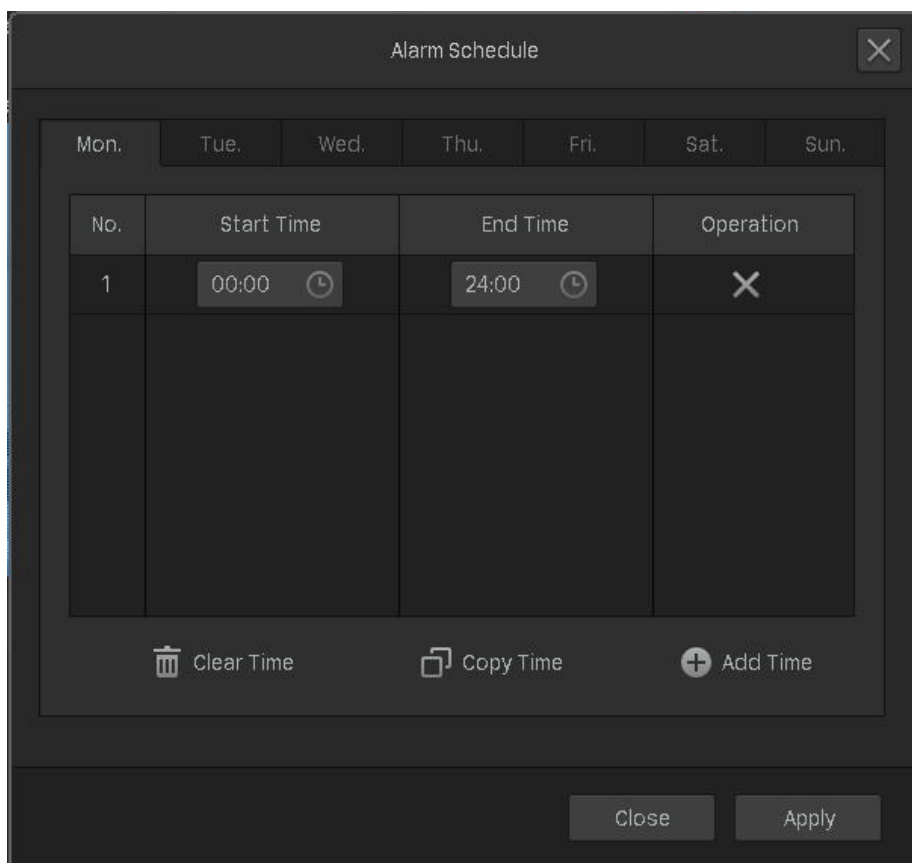 Alarm Schedule
Mon. Tue. Wed. Thu. Fri. Sat. Sun.
No. Start Time End Time Operation
1 00:00 24:00
Clear Time Copy Time Add Time
Close Apply